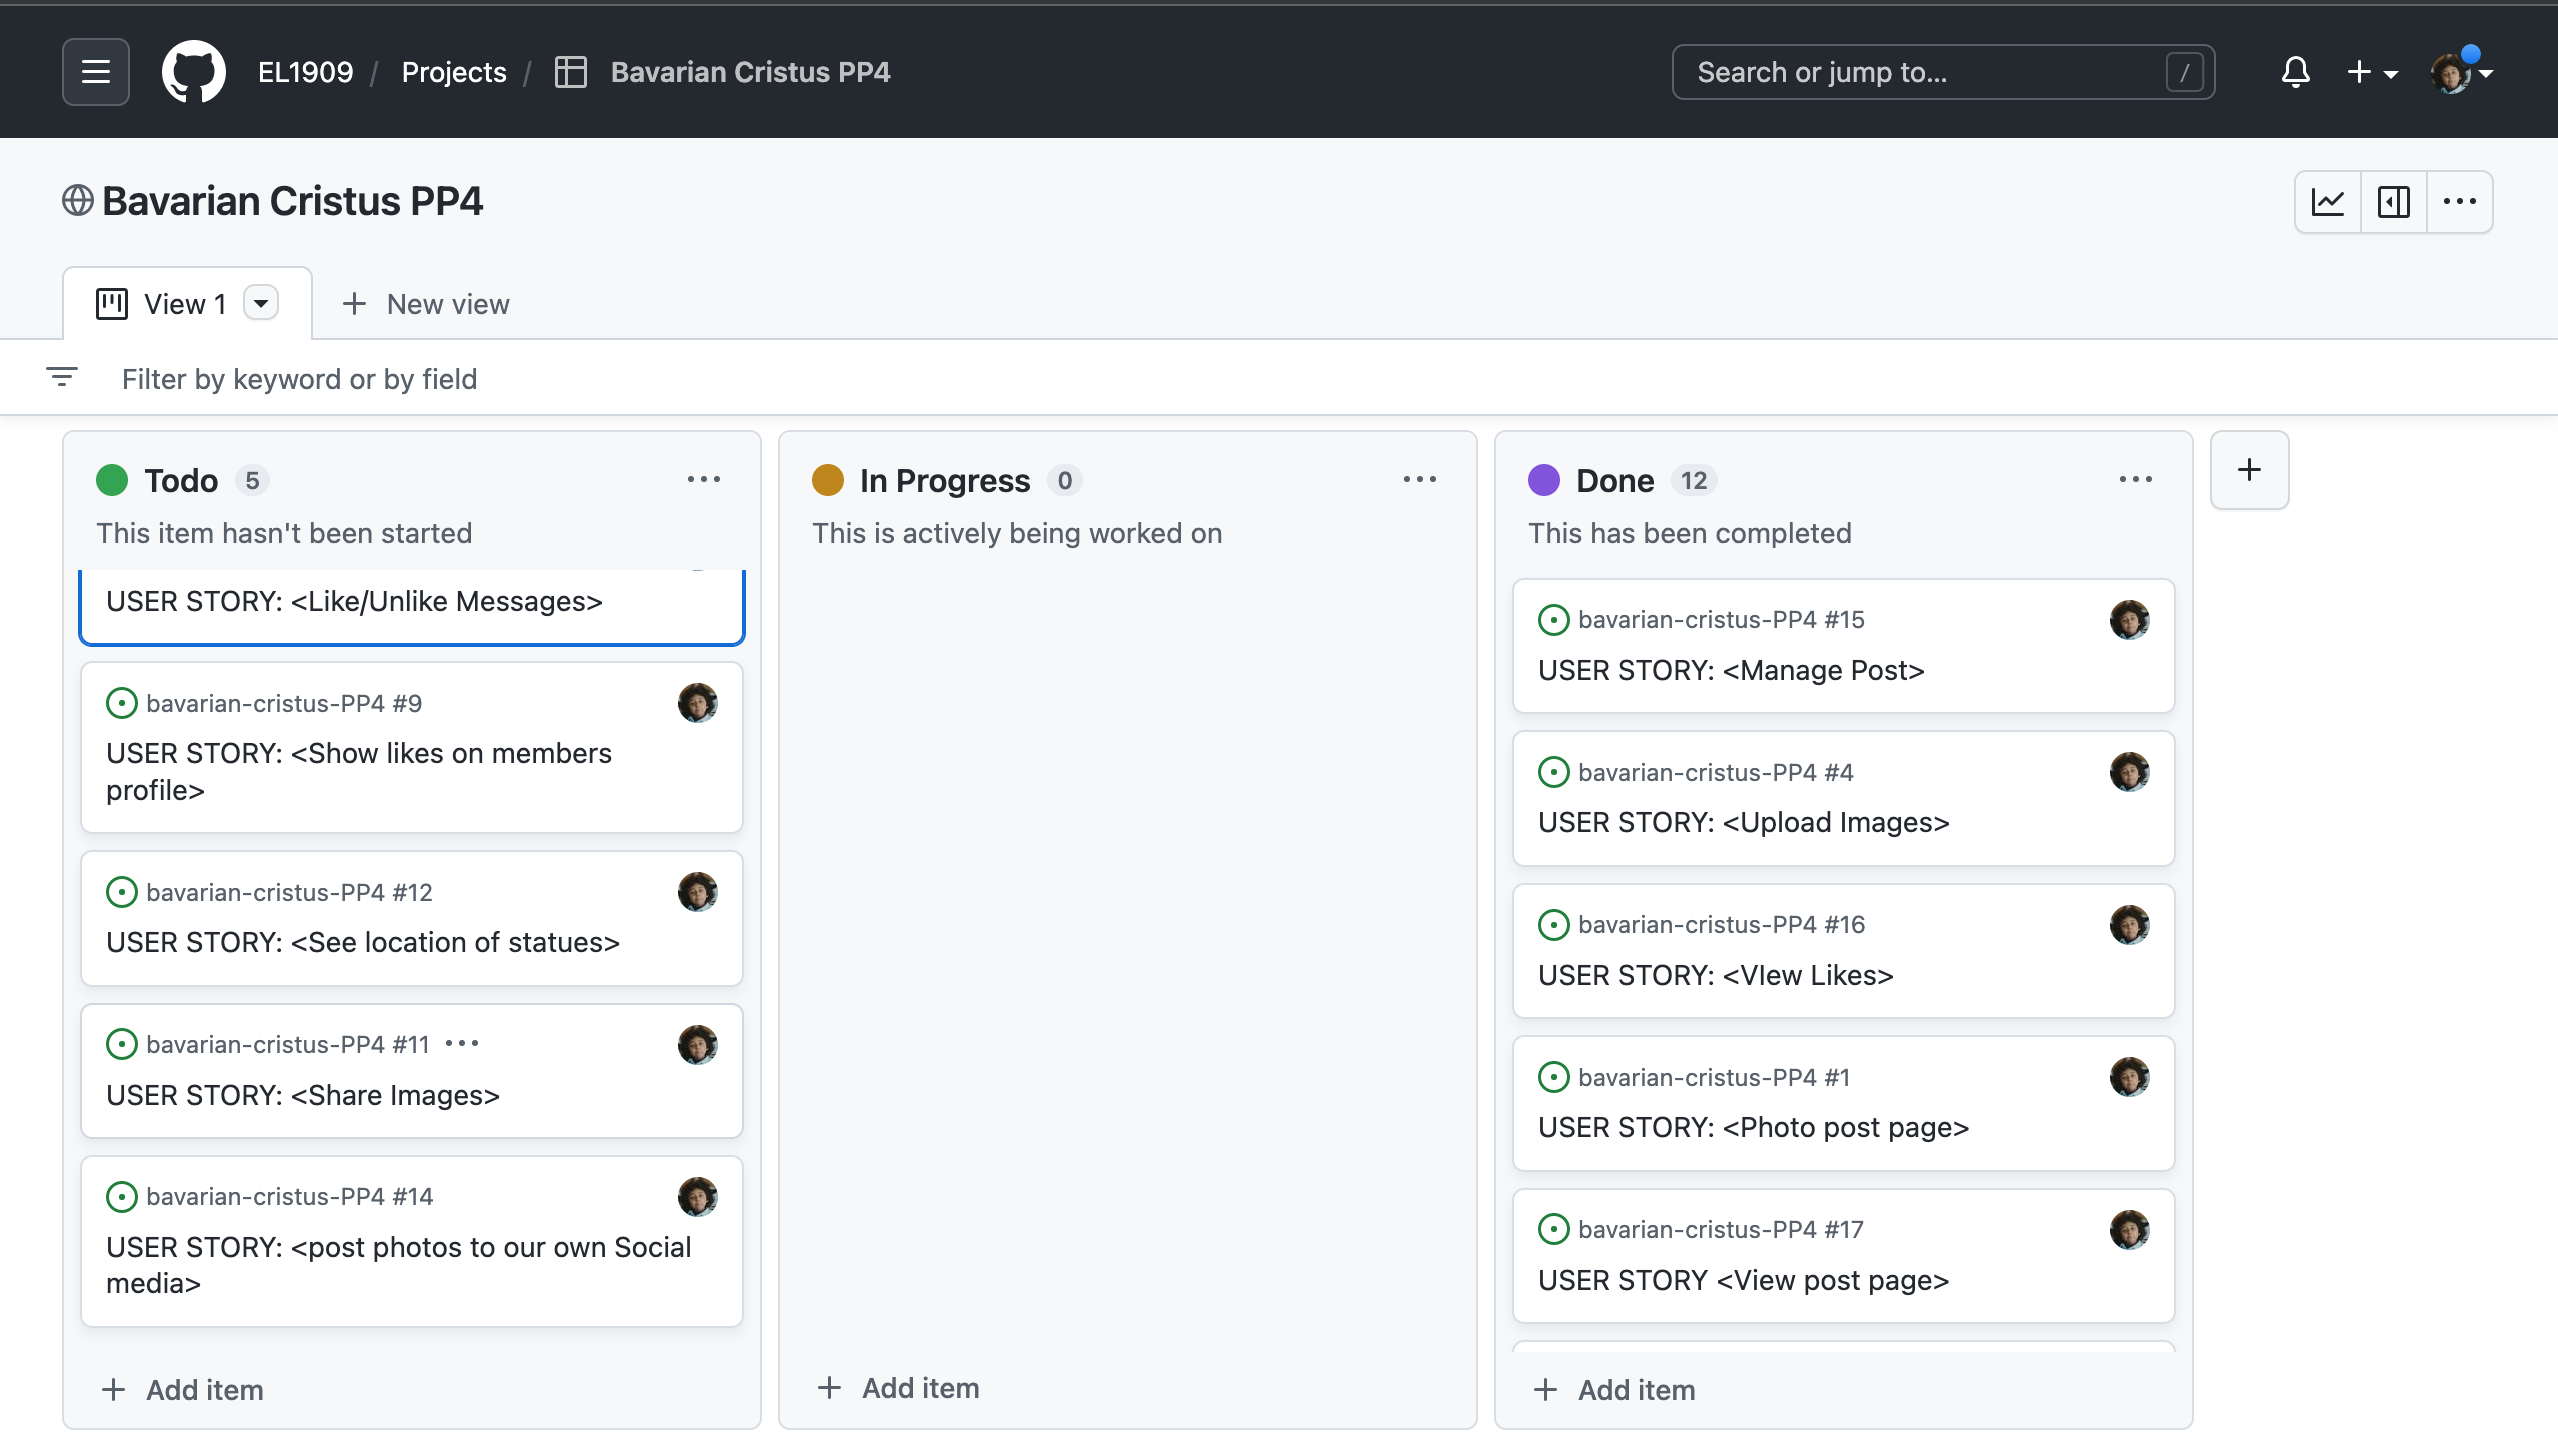 EL1909 / Projects / Bavarian Cristus PP4
Search or jump to... /
Bavarian Cristus PP4
View 1
New view
Filter by keyword or by field
Todo 5
This item hasn't been started
USER STORY: <Like/Unlike Messages>
bavarian-cristus-PP4 #9
USER STORY: <Show likes on members
profile>
bavarian-cristus-PP4 #12
USER STORY: <See location of statues>
bavarian-cristus-PP4 #11
USER STORY: <Share Images>
bavarian-cristus-PP4 #14
USER STORY: <post photos to our own Social
media>
Add item
In Progress 0
This is actively being worked on
Add item
Done 12
This has been completed
bavarian-cristus-PP4 #15
USER STORY: <Manage Post>
bavarian-cristus-PP4 #4
USER STORY: <Upload Images>
bavarian-cristus-PP4 #16
USER STORY: <VIew Likes>
bavarian-cristus-PP4 #1
USER STORY: <Photo post page>
bavarian-cristus-PP4 #17
USER STORY <View post page>
Add item